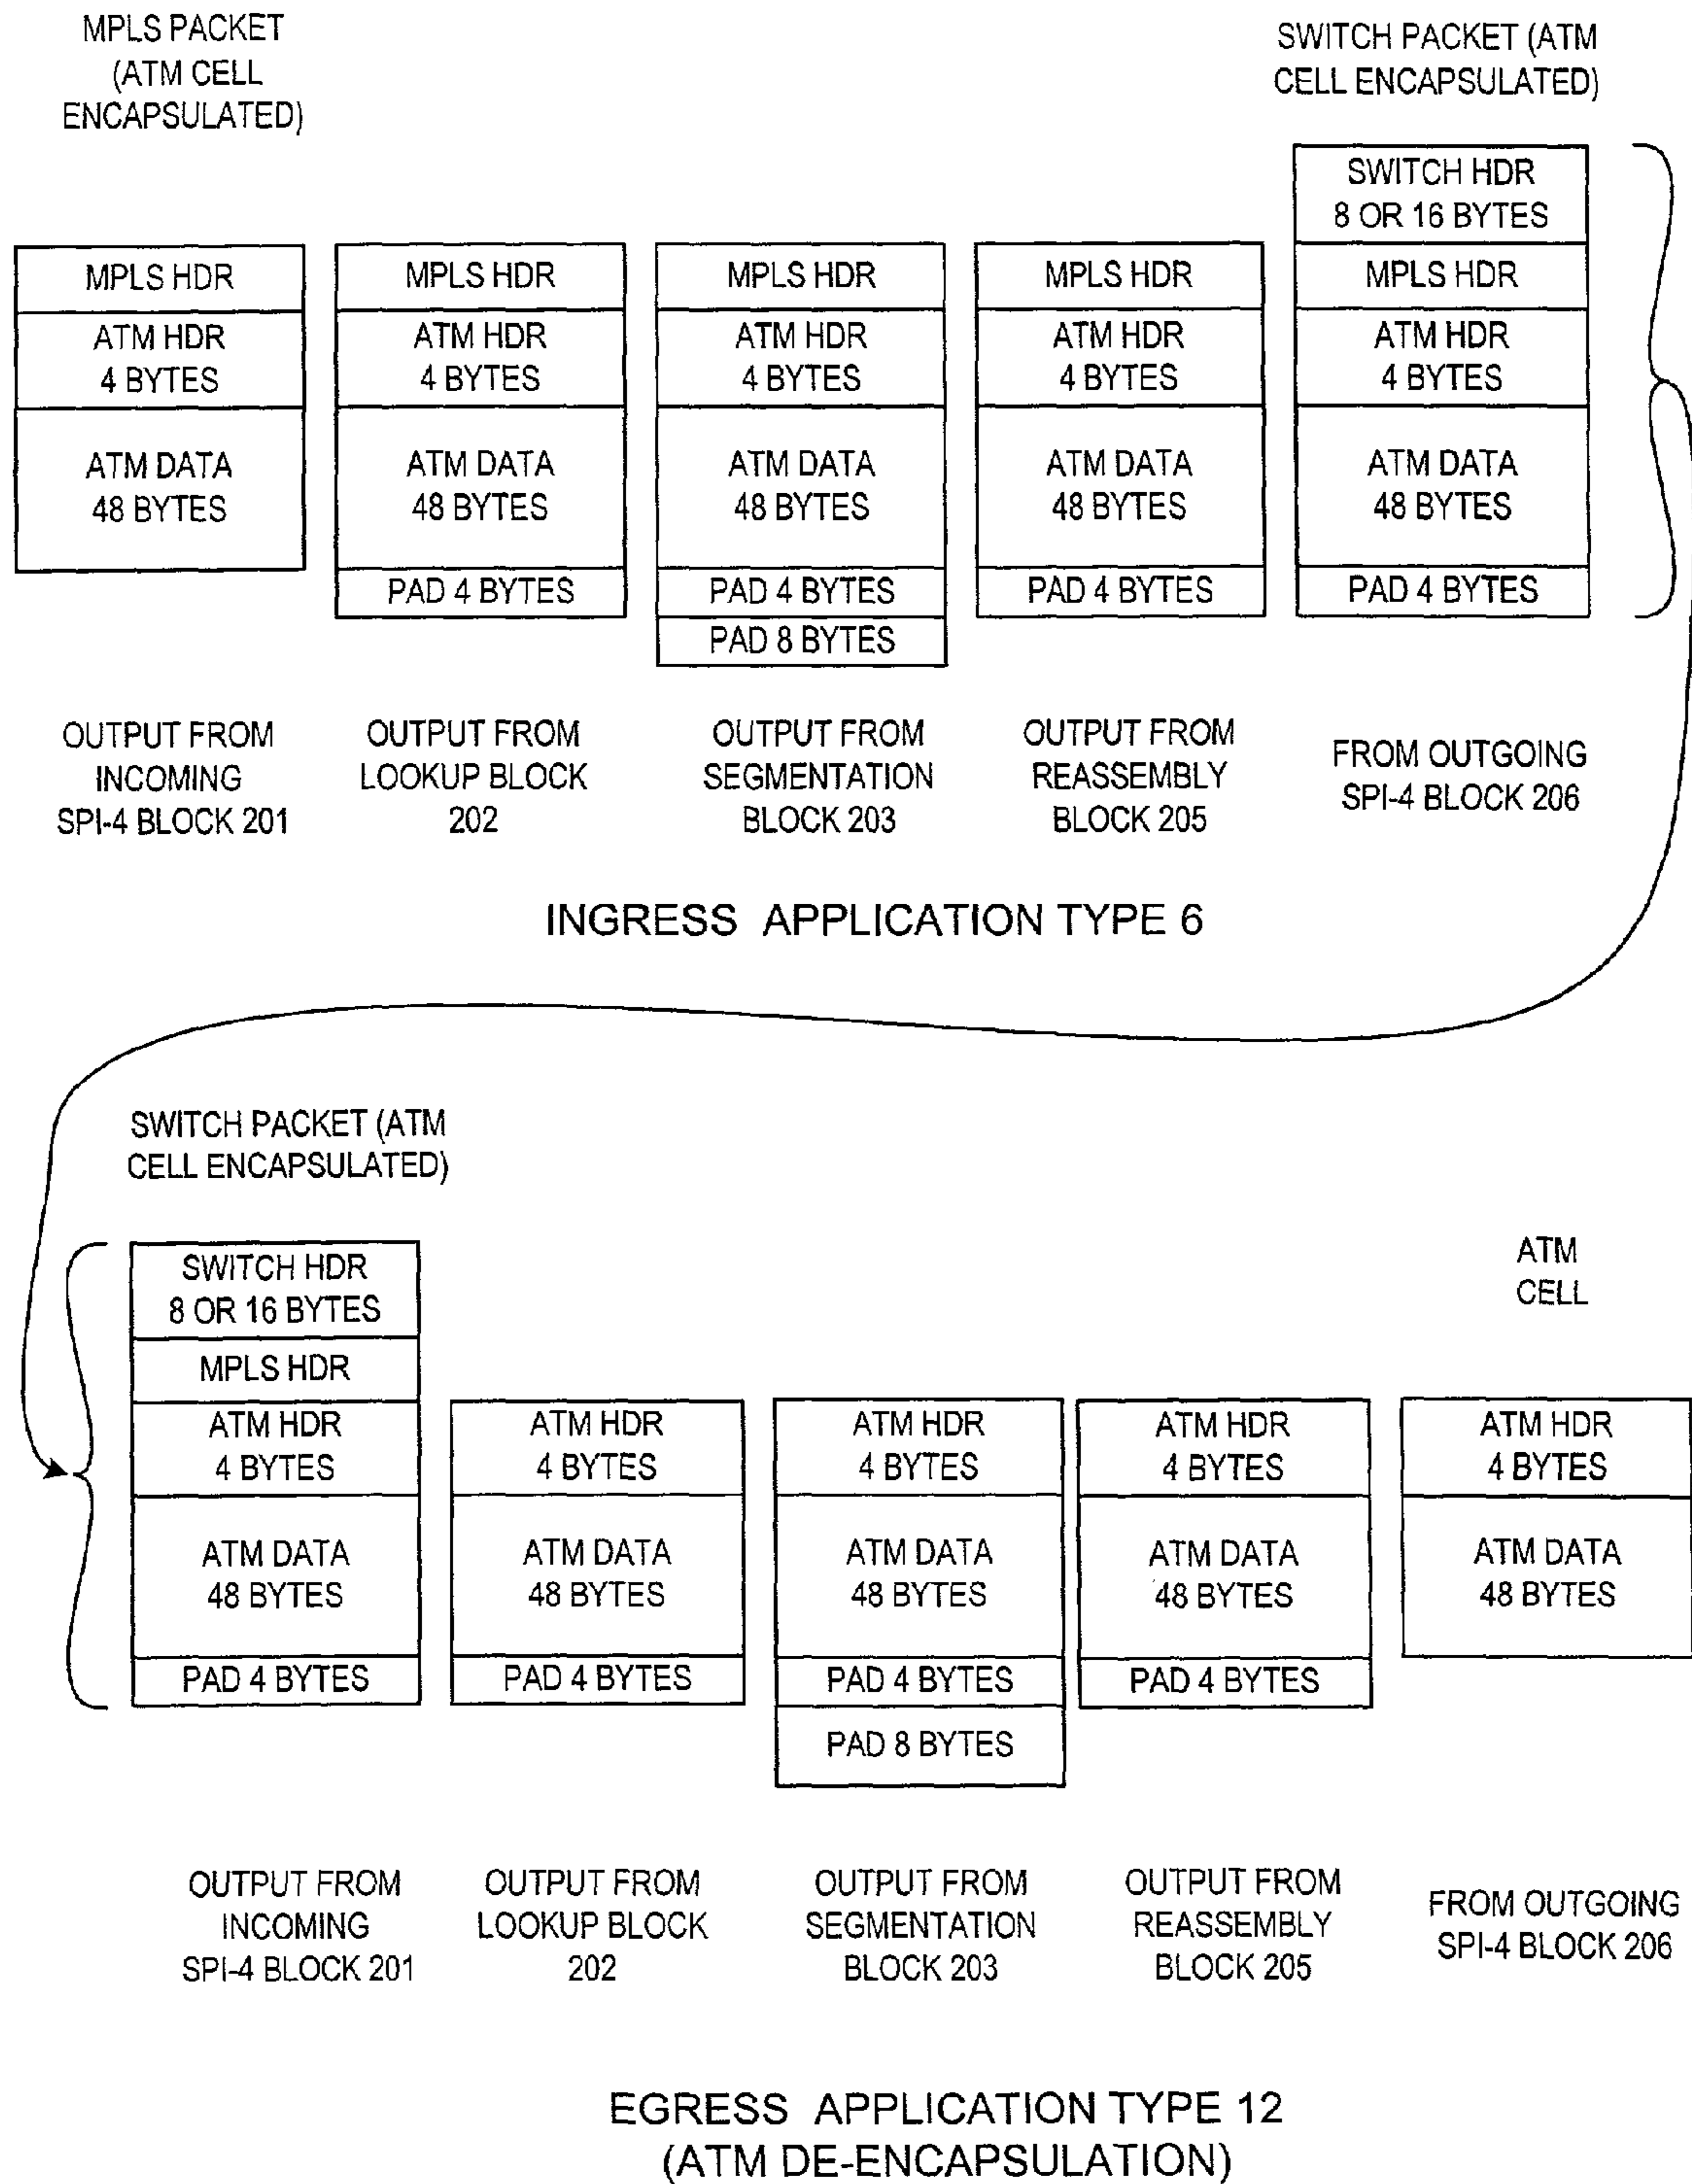 MPLS PACKET
(ATM CELL
ENCAPSULATED)
SWITCH PACKET (ATM
CELL ENCAPSULATED)
MPLS HDR
ATM HDR
4 BYTES
ATM DATA
48 BYTES
OUTPUT FROM
INCOMING
SPI-4 BLOCK 201
MPLS HDR
ATM HDR
4 BYTES
ATM DATA
48 BYTES
PAD 4 BYTES
OUTPUT FROM
LOOKUP BLOCK
202
MPLS HDR
ATM HDR
4 BYTES
ATM DATA
48 BYTES
PAD 4 BYTES
PAD 8 BYTES
OUTPUT FROM
SEGMENTATION
BLOCK 203
MPLS HDR
ATM HDR
4 BYTES
ATM DATA
48 BYTES
PAD 4 BYTES
OUTPUT FROM
REASSEMBLY
BLOCK 205
SWITCH HDR
8 OR 16 BYTES
MPLS HDR
ATM HDR
4 BYTES
ATM DATA
48 BYTES
PAD 4 BYTES
FROM OUTGOING
SPI-4 BLOCK 206
INGRESS APPLICATION TYPE 6
SWITCH PACKET (ATM
CELL ENCAPSULATED)
SWITCH HDR
8 OR 16 BYTES
MPLS HDR
ATM HDR
4 BYTES
ATM DATA
48 BYTES
PAD 4 BYTES
OUTPUT FROM
INCOMING
SPI-4 BLOCK 201
ATM HDR
4 BYTES
ATM DATA
48 BYTES
PAD 4 BYTES
OUTPUT FROM
LOOKUP BLOCK
202
ATM HDR
4 BYTES
ATM DATA
48 BYTES
PAD 4 BYTES
PAD 8 BYTES
OUTPUT FROM
SEGMENTATION
BLOCK 203
ATM HDR
4 BYTES
ATM DATA
48 BYTES
PAD 4 BYTES
OUTPUT FROM
REASSEMBLY
BLOCK 205
ATM
CELL
ATM HDR
4 BYTES
ATM DATA
48 BYTES
FROM OUTGOING
SPI-4 BLOCK 206
EGRESS APPLICATION TYPE 12
(ATM DE-ENCAPSULATION)